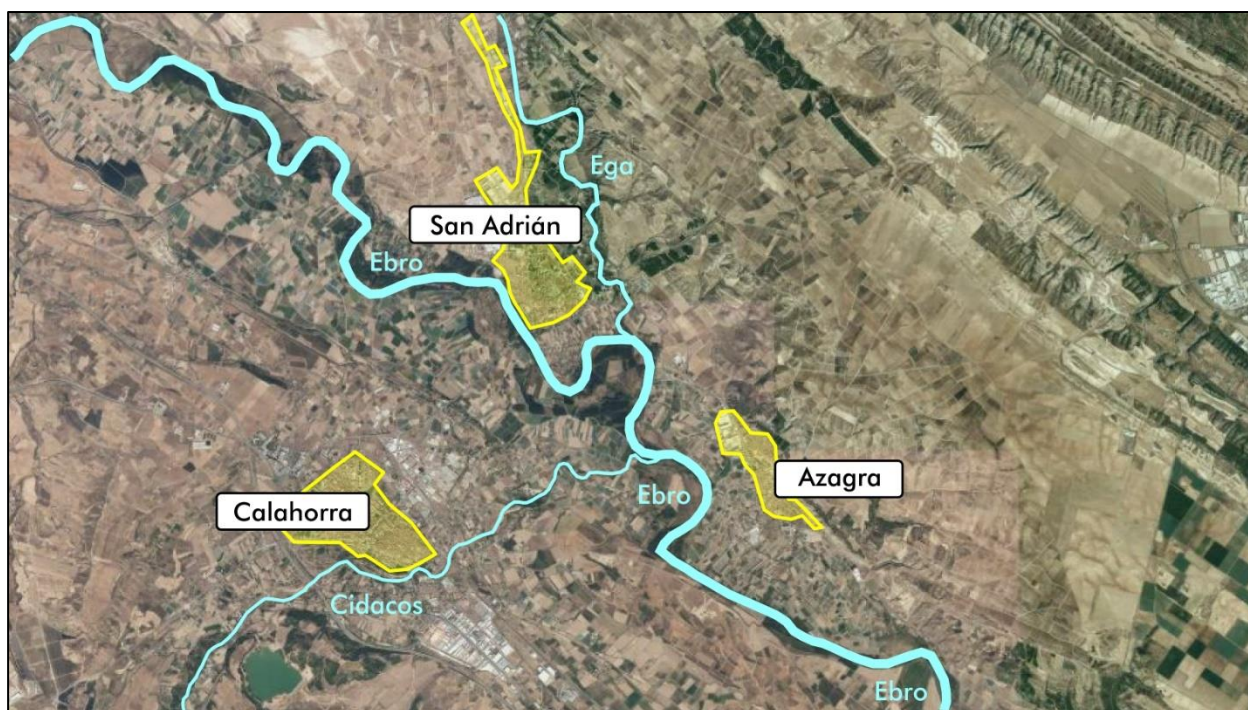 Ega
San Adrián
Ebro
Azagra
Ebro
Calahorra
Cidacos
Ebro